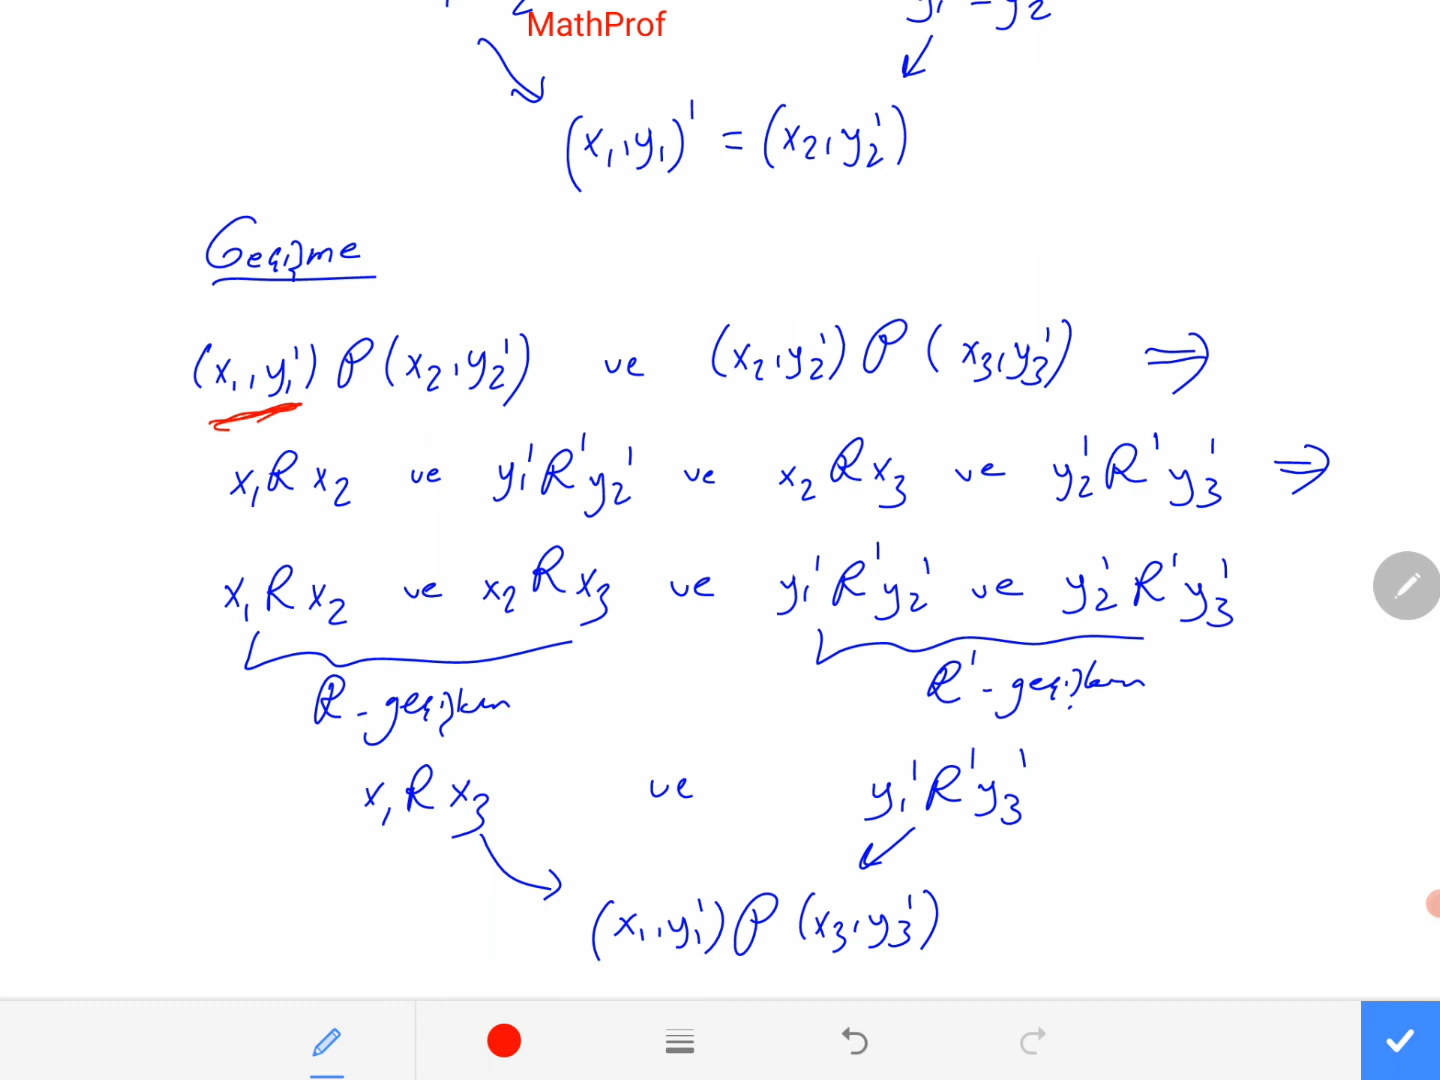 MathProf
y₁' = y₂'
(x₁,y₁)' = (x₂,y₂')
Geçişme
(x₁,y₁') P (x₂,y₂') ve (x₂,y₂') P (x₃,y₃') ⇒
x₁Rx₂ ve y₁'R'y₂' ve x₂Rx₃ ve y₂'R'y₃' ⇒
x₁Rx₂ ve x₂Rx₃ ve y₁'R'y₂' ve y₂'R'y₃'
R-geçişken R'-geçişken
x₁Rx₃ ve y₁'R'y₃'
(x₁,y₁') P (x₃,y₃')